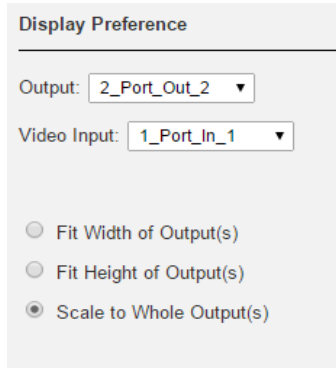 Display Preference
Output: 2_Port_Out_2
Video Input: 1_Port_In_1
Fit Width of Output(s)
Fit Height of Output(s)
Scale to Whole Output(s)